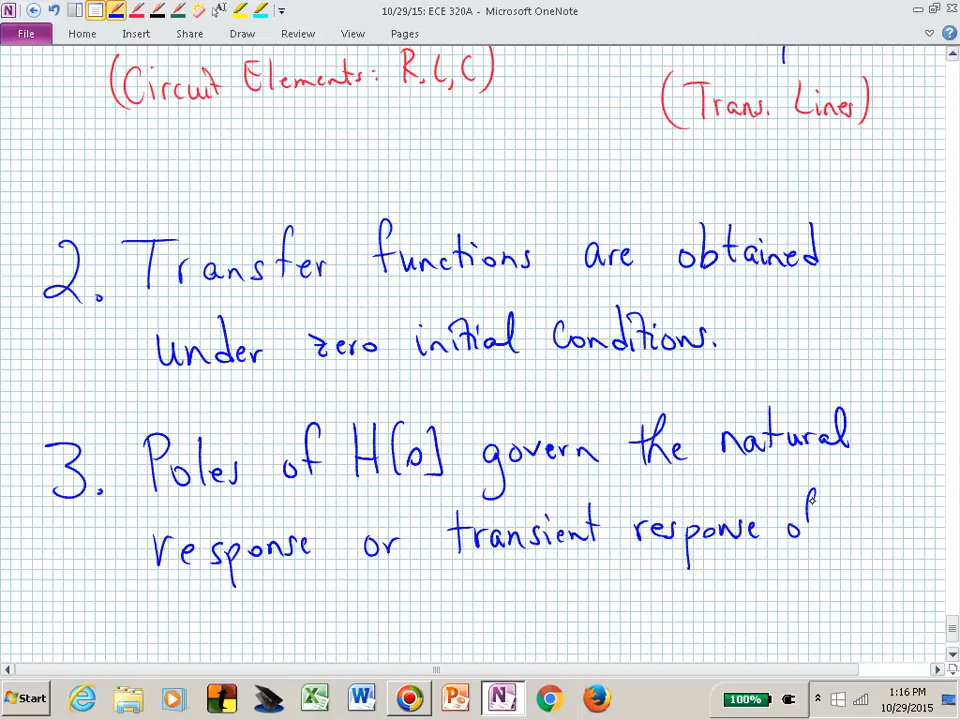 10/29/15: ECE 320A - Microsoft OneNote
File Home Insert Share Draw Review View Pages
(Circuit Elements: R, L, C)
(Trans. Lines)
2. Transfer functions are obtained
under zero initial conditions.
3. Poles of H(s) govern the natural
response or transient response of
Start
100%
1:16 PM
10/29/2015